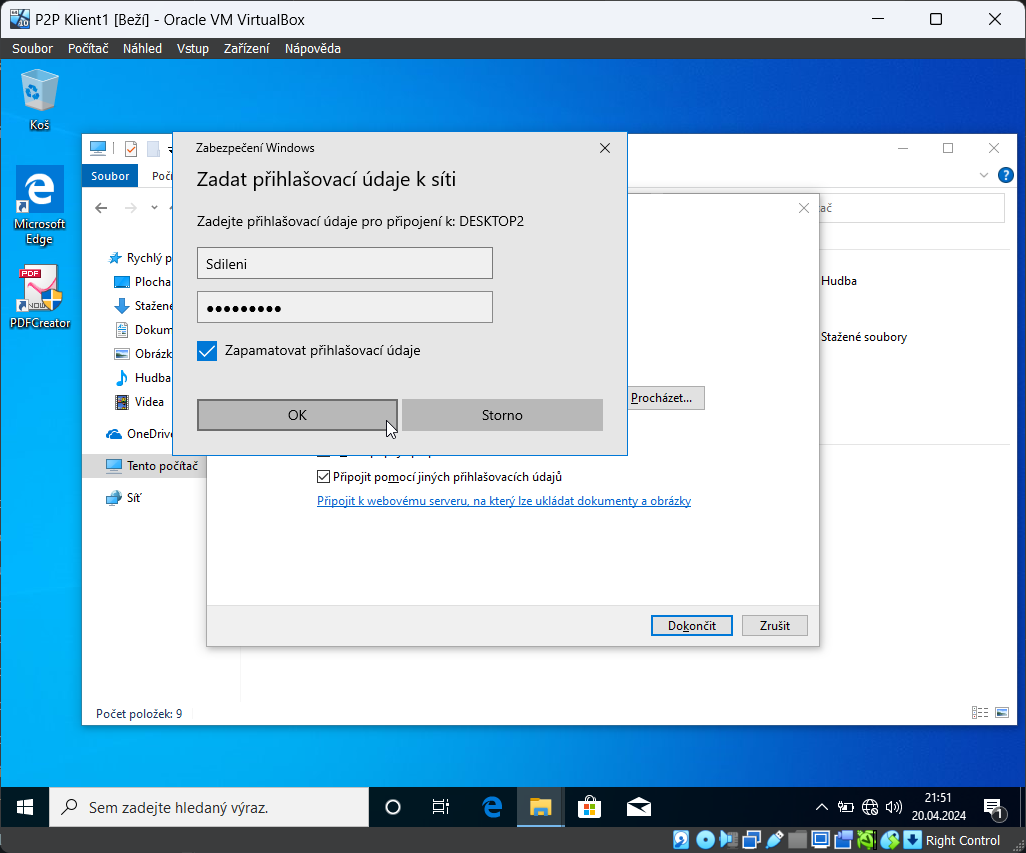 P2P Klient1 [Beží] - Oracle VM VirtualBox
Soubor Počítač Náhled Vstup Zařízení Nápověda
Koš
Microsoft
Edge
PDF
NOW
PDFCreator
Zabezpečení Windows
Zadat přihlašovací údaje k síti
Zadejte přihlašovací údaje pro připojení k: DESKTOP2
Sdileni
•••••••••
Zapamatovat přihlašovací údaje
OK Storno
Soubor
Rychlý
Plocha
Stažené
Obrázk
Hudba
Videa
OneDrive
Tento počítač
Síť
Hudba
Stažené soubory
Procházet...
Připojit pomocí jiných přihlašovacích údajů
Připojit k webovému serveru, na který lze ukládat dokumenty a obrázky
Dokončit Zrušit
Počet položek: 9
Sem zadejte hledaný výraz.
21:51
20.04.2024
1
Right Control